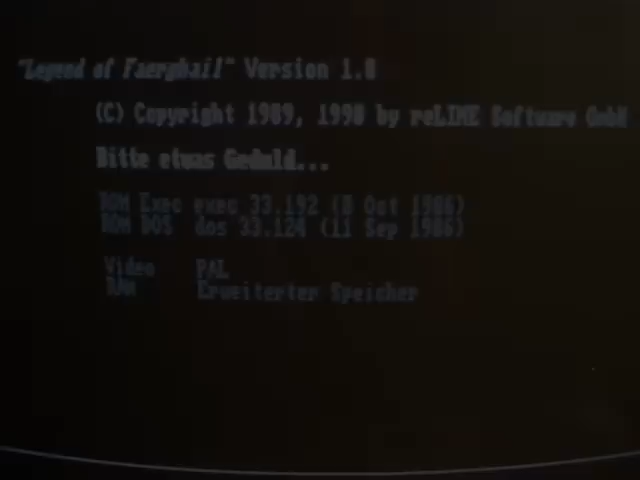 "Legend of Faerghail" Version 1.0
(C) Copyright 1989, 1990 by reLINE Software GmbH
Bitte etwas Geduld...
ROM Exec exec 33.192 (8 Oct 1986)
ROM DOS dos 33.124 (11 Sep 1986)
Video PAL
RAM Erweiterter Speicher